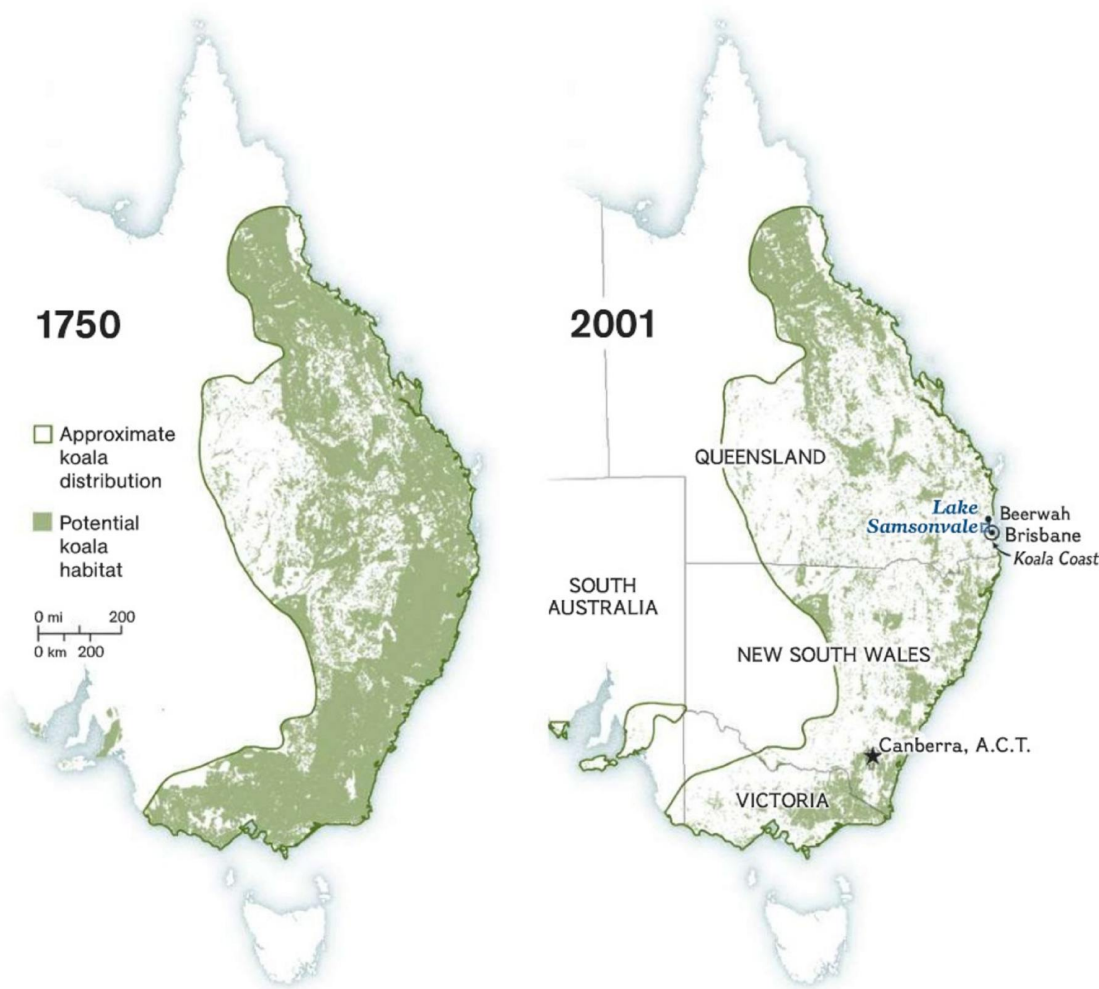 1750
Approximate
koala
distribution
Potential
koala
habitat
0 mi 200
0 km 200
2001
QUEENSLAND
Lake
Samsonvale
Beerwah
Brisbane
Koala Coast
SOUTH
AUSTRALIA
NEW SOUTH WALES
Canberra, A.C.T.
VICTORIA